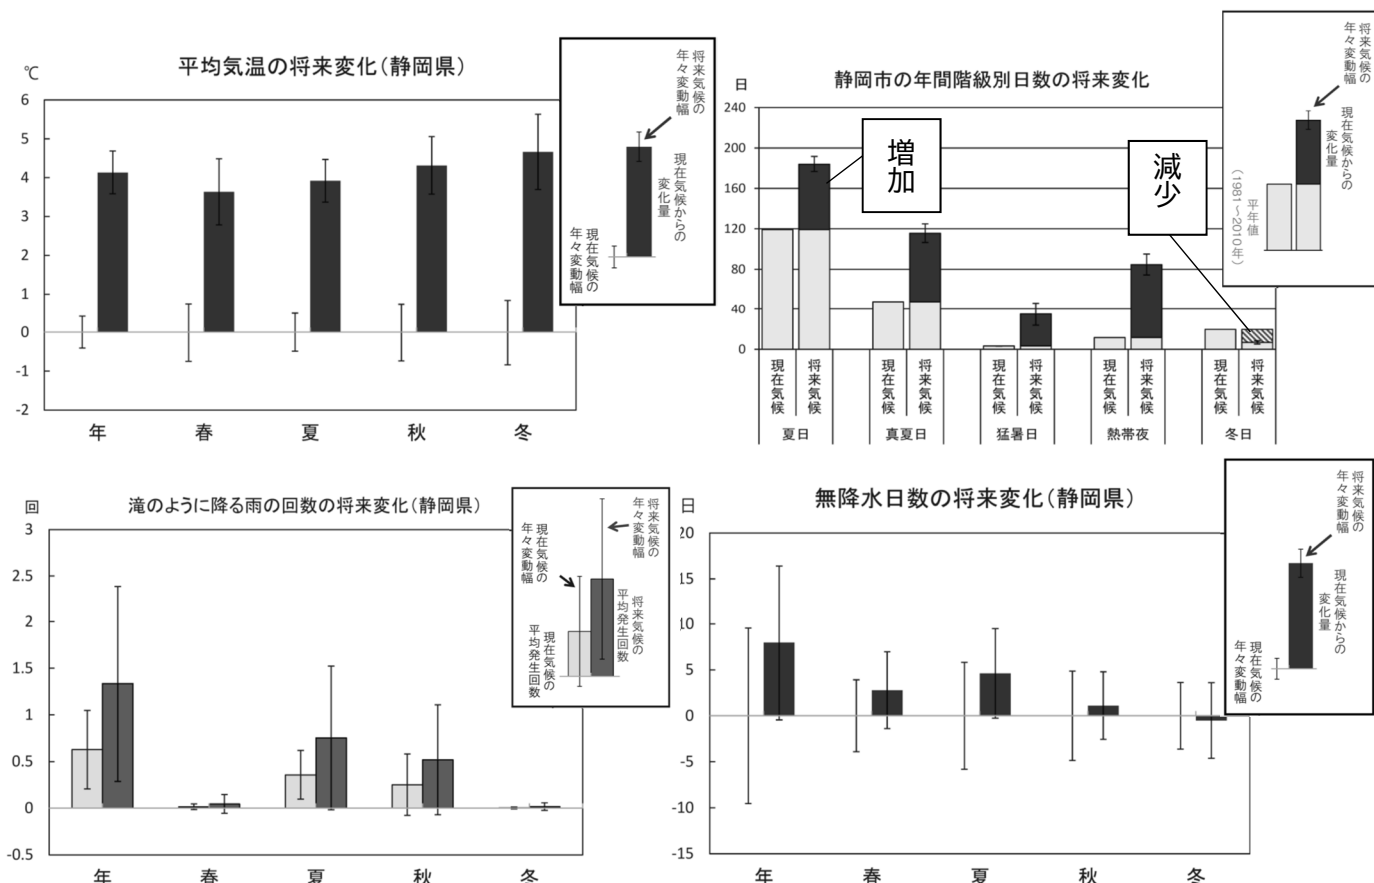 平均気温の将来変化(静岡県)
℃
6
5
4
3
2
1
0
-1
-2
年
春
夏
秋
冬
将来気候の
年々変動幅
現在気候からの
変化量
現在気候の
年々変動幅
静岡市の年間階級別日数の将来変化
日
240
200
160
120
80
40
0
増加
減少
現在気候
将来気候
現在気候
将来気候
現在気候
将来気候
現在気候
将来気候
現在気候
将来気候
夏日
真夏日
猛暑日
熱帯夜
冬日
将来気候の
年々変動幅
現在気候からの
変化量
平年値
(1981~2010年)
滝のように降る雨の回数の将来変化(静岡県)
回
3
2.5
2
1.5
1
0.5
0
-0.5
年
春
夏
秋
冬
将来気候の
年々変動幅
現在気候の
年々変動幅
将来気候の
平均発生回数
現在気候の
平均発生回数
無降水日数の将来変化(静岡県)
日
20
15
10
5
0
-5
-10
-15
年
春
夏
秋
冬
将来気候の
年々変動幅
現在気候からの
変化量
現在気候の
年々変動幅